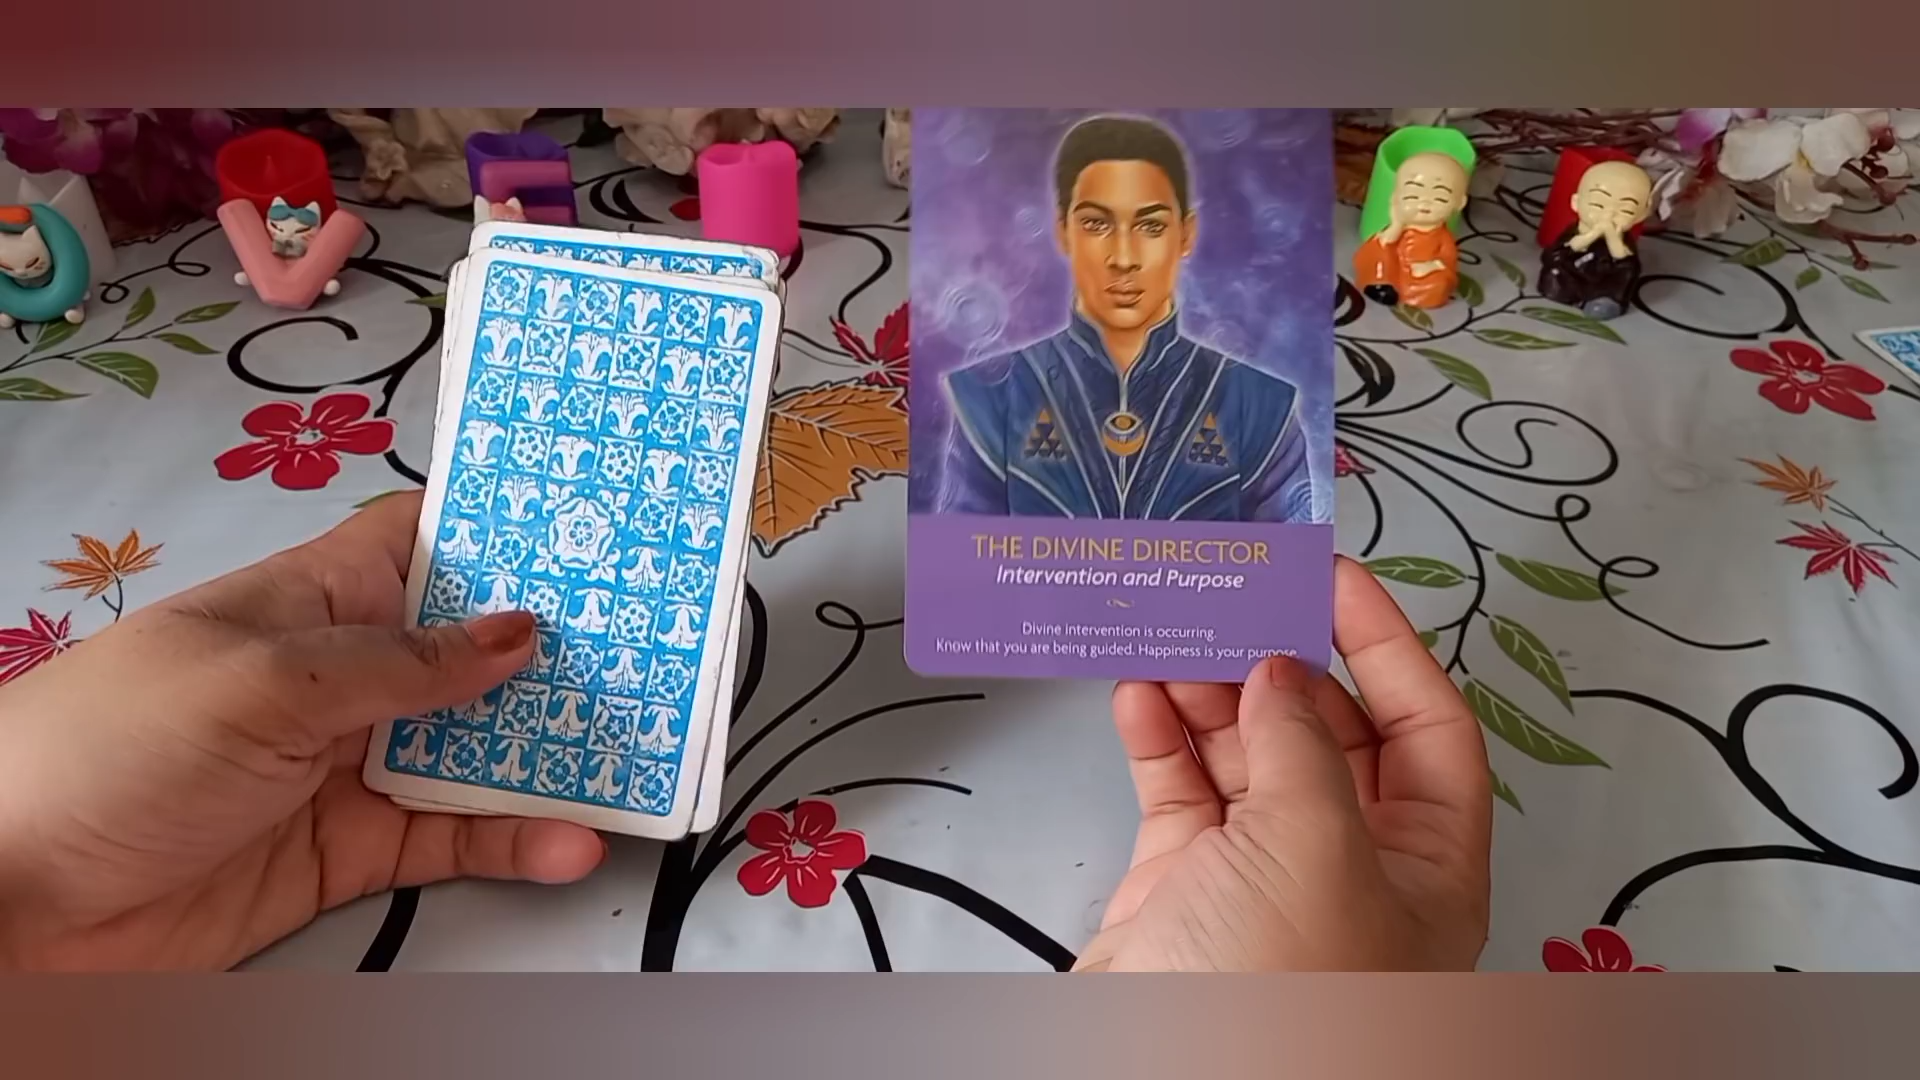 O V E
THE DIVINE DIRECTOR
Intervention and Purpose
Divine intervention is occurring.
Know that you are being guided. Happiness is your purpose.